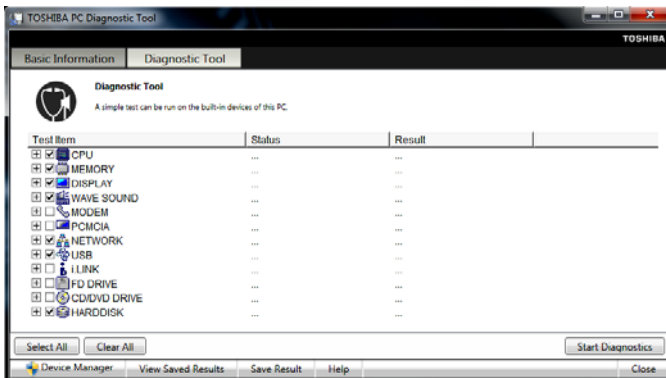 TOSHIBA PC Diagnostic Tool
TOSHIBA
Basic Information Diagnostic Tool
Diagnostic Tool
A simple test can be run on the built-in devices of this PC.
Test Item Status Result
CPU ... ...
MEMORY ... ...
DISPLAY ... ...
WAVE SOUND ... ...
MODEM ... ...
PCMCIA ... ...
NETWORK ... ...
USB ... ...
i.LINK ... ...
FD DRIVE ... ...
CD/DVD DRIVE ... ...
HARDDISK ... ...
Select All Clear All Start Diagnostics
Device Manager View Saved Results Save Result Help Close